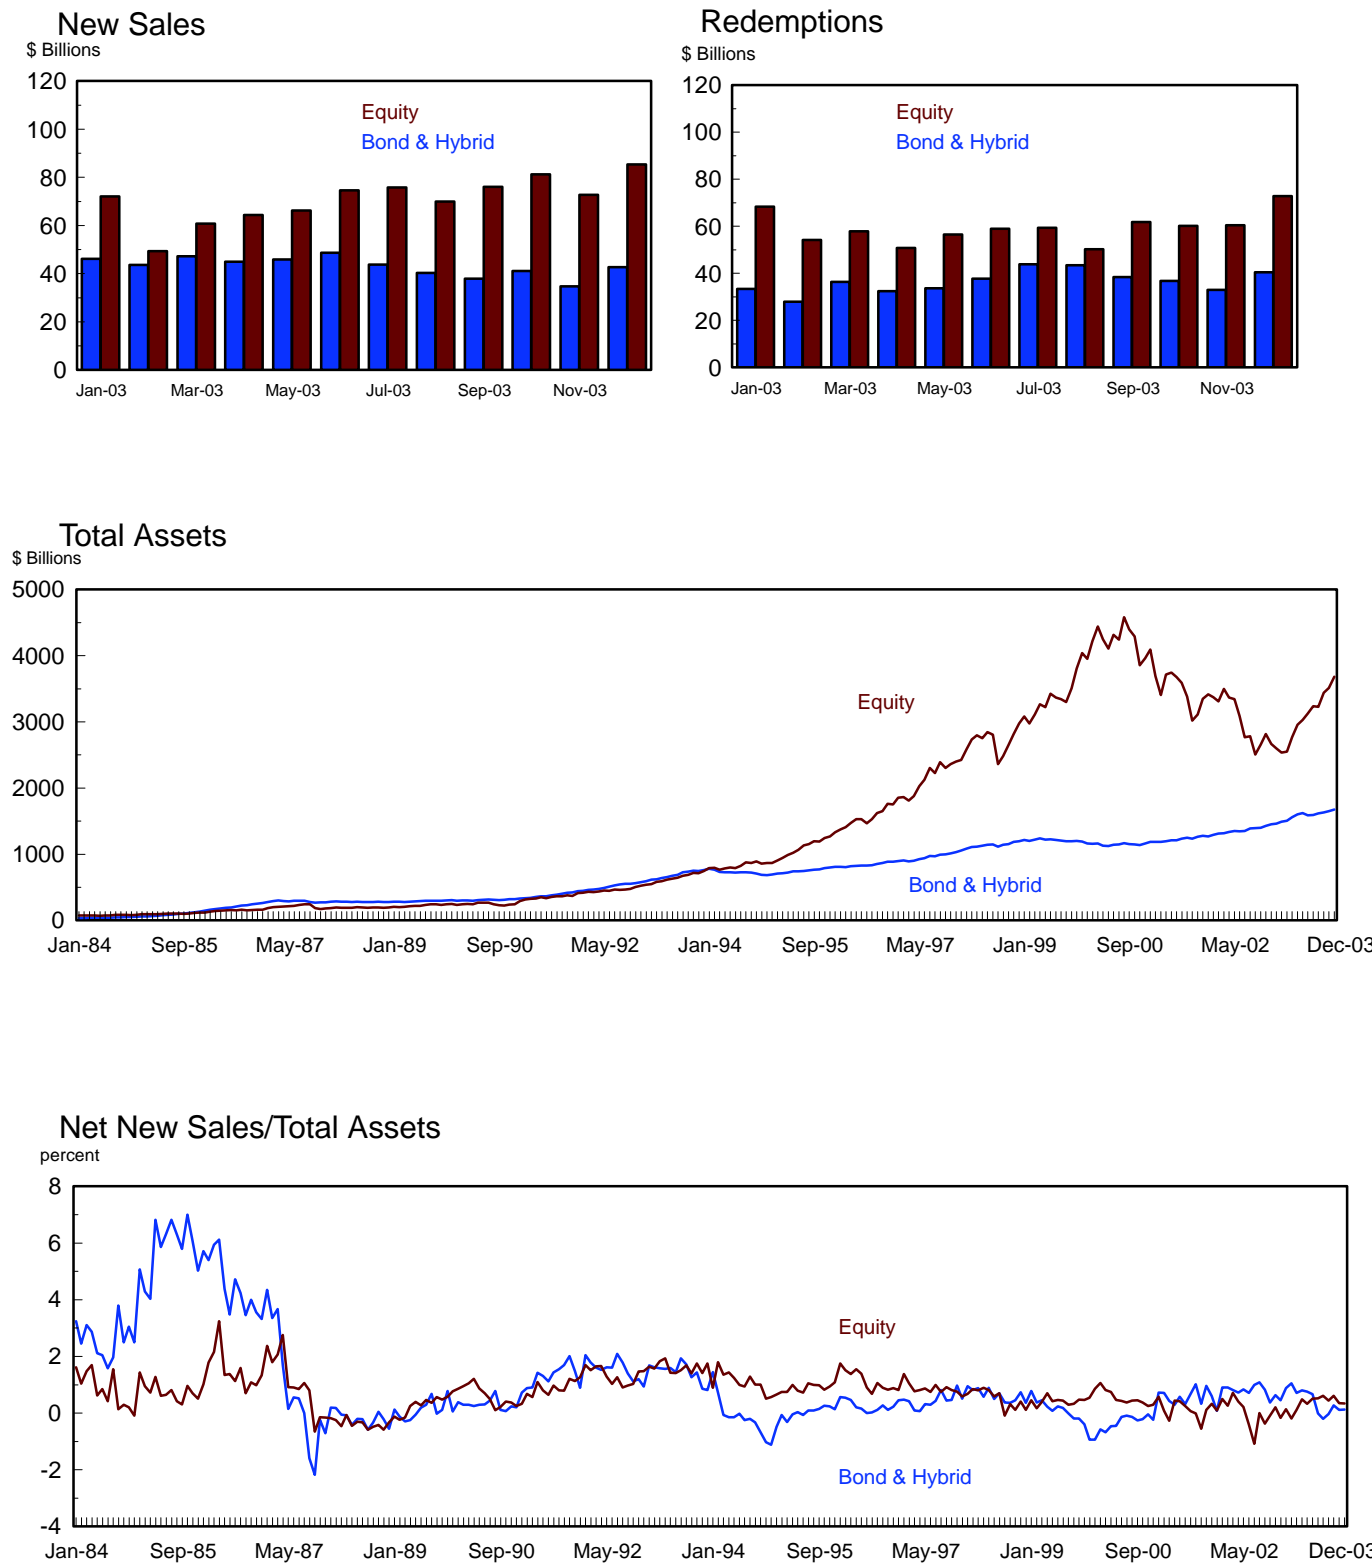 New Sales
$ Billions
120
100
80
60
40
20
0
Equity
Bond & Hybrid
Jan-03 Mar-03 May-03 Jul-03 Sep-03 Nov-03
Redemptions
$ Billions
120
100
80
60
40
20
0
Equity
Bond & Hybrid
Jan-03 Mar-03 May-03 Jul-03 Sep-03 Nov-03
Total Assets
$ Billions
5000
4000
3000
2000
1000
0
Equity
Bond & Hybrid
Jan-84 Sep-85 May-87 Jan-89 Sep-90 May-92 Jan-94 Sep-95 May-97 Jan-99 Sep-00 May-02 Dec-03
Net New Sales/Total Assets
percent
8
6
4
2
0
-2
-4
Equity
Bond & Hybrid
Jan-84 Sep-85 May-87 Jan-89 Sep-90 May-92 Jan-94 Sep-95 May-97 Jan-99 Sep-00 May-02 Dec-03